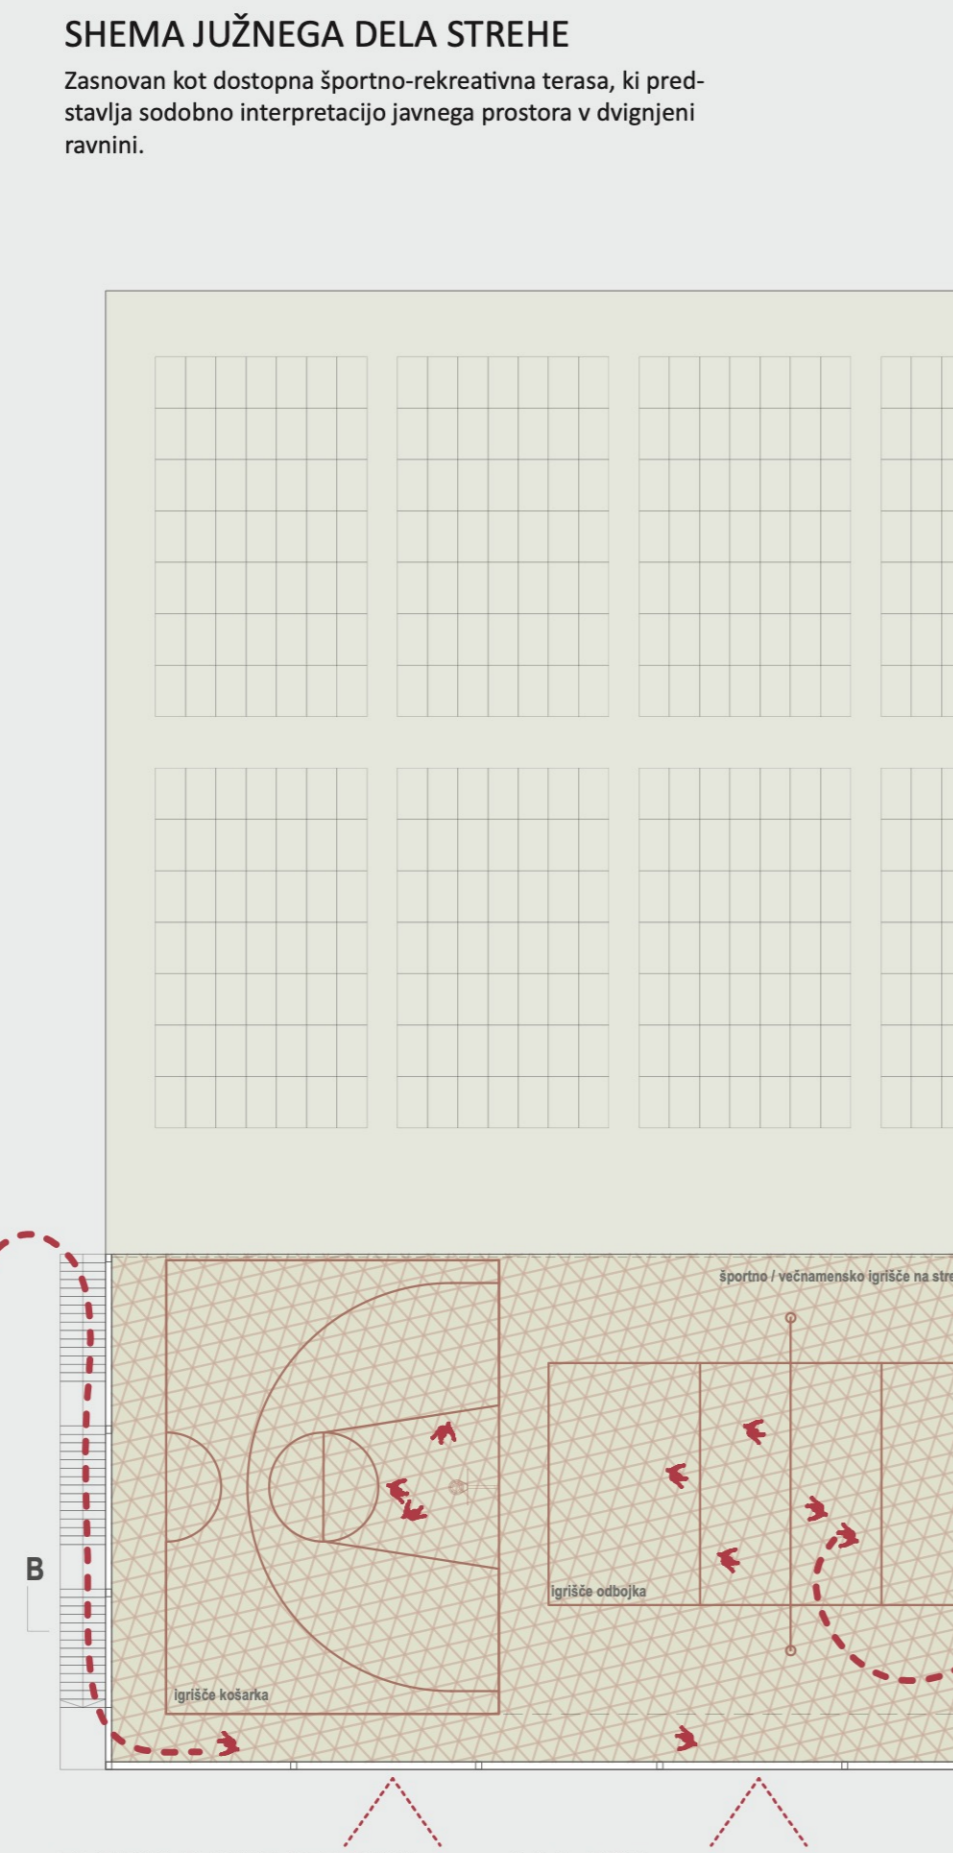 SHEMA JUŽNEGA DELA STREHE
Zasnovan kot dostopna športno-rekreativna terasa, ki pred-
stavlja sodobno interpretacijo javnega prostora v dvignjeni
ravnini.
športno / večnamensko igrišče na stre
B
igrišče odbojka
igrišče košarka